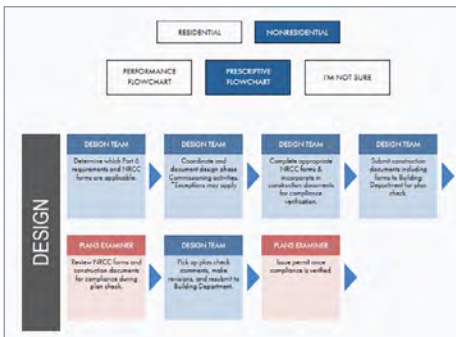 RESIDENTIAL
NONRESIDENTIAL
PERFORMANCE
FLOWCHART
PRESCRIPTIVE
FLOWCHART
I'M NOT SURE
DESIGN
DESIGN TEAM
Determine which Part 6
requirements and NRCC
forms are applicable.
DESIGN TEAM
Coordinate and
document design phase
Commissioning activities.
*Exceptions may apply
DESIGN TEAM
Complete appropriate
NRCC forms &
incorporate in
construction documents
for compliance
verification.
DESIGN TEAM
Submit construction
documents including
forms to Building
Department for plan
check.
PLANS EXAMINER
Review NRCC forms and
construction documents
for compliance during
plan check.
DESIGN TEAM
Pick up plan check
comments, make
revisions, and resubmit to
Building Department.
PLANS EXAMINER
Issue permit once
compliance is verified.